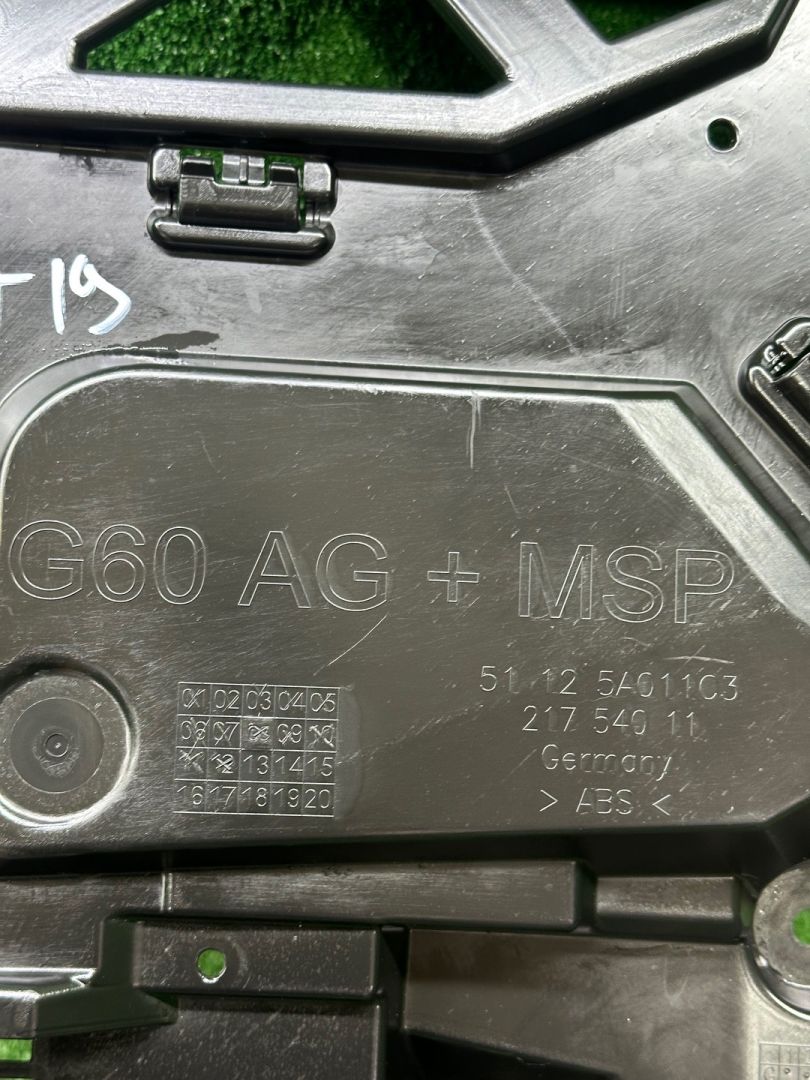 19
G60 AG + MSP
51 12 5A011C3
217 540 11
Germany
> ABS <
01 02 03 04 05
06 07 08 09 10
11 12 13 14 15
16 17 18 19 20